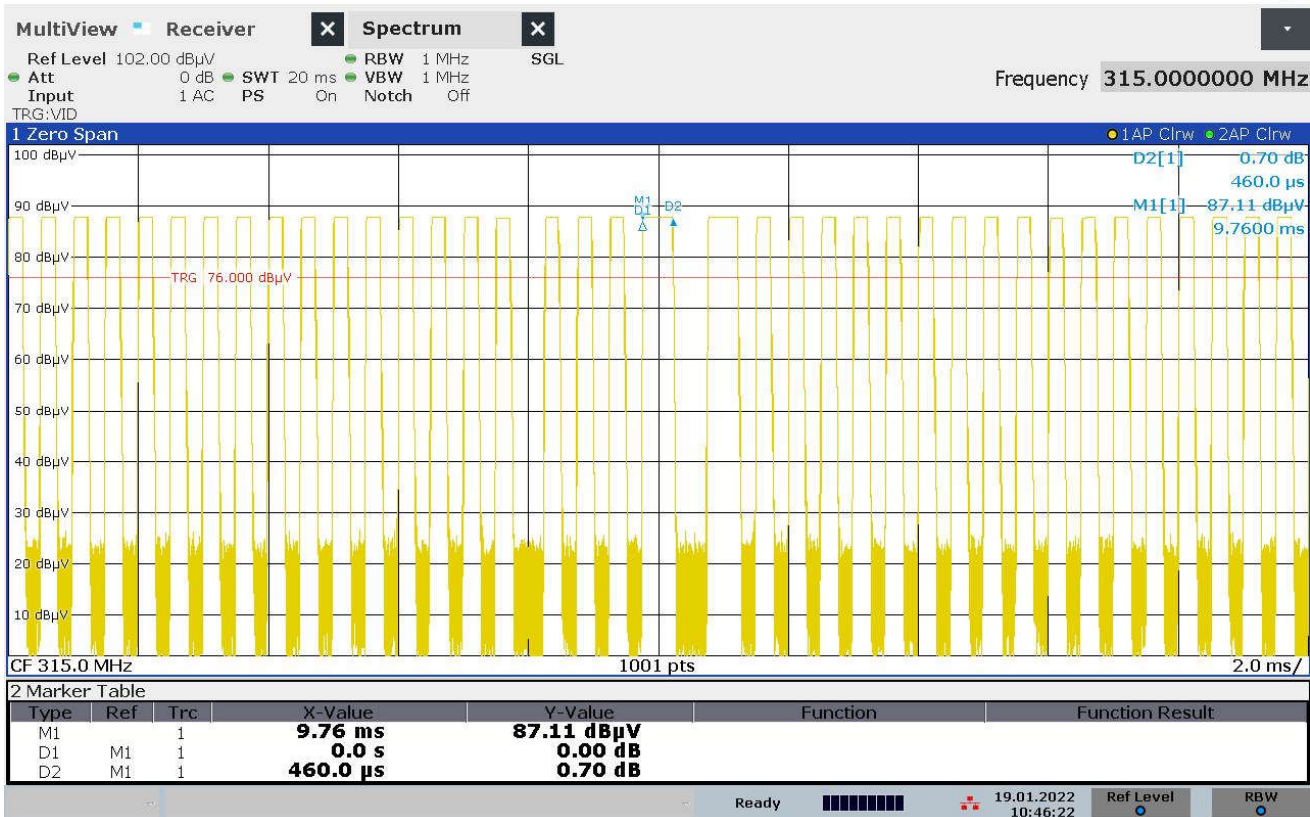 MultiView Receiver X Spectrum X
Ref Level 102.00 dBµV RBW 1 MHz SGL
Att 0 dB SWT 20 ms VBW 1 MHz
Input 1 AC PS On Notch Off
Frequency 315.0000000 MHz
TRG:VID
1 Zero Span 1AP Clrw 2AP Clrw
100 dBµV
D2[1] 0.70 dB
460.0 µs
90 dBµV
M1
D1 D2
M1[1] 87.11 dBµV
9.7600 ms
80 dBµV
TRG 76.000 dBµV
70 dBµV
60 dBµV
50 dBµV
40 dBµV
30 dBµV
20 dBµV
10 dBµV
CF 315.0 MHz 1001 pts 2.0 ms/
2 Marker Table
Type Ref Trc X-Value Y-Value Function Function Result
M1 1 9.76 ms 87.11 dBµV
D1 M1 1 0.0 s 0.00 dB
D2 M1 1 460.0 µs 0.70 dB
Ready 19.01.2022 Ref Level RBW
10:46:22